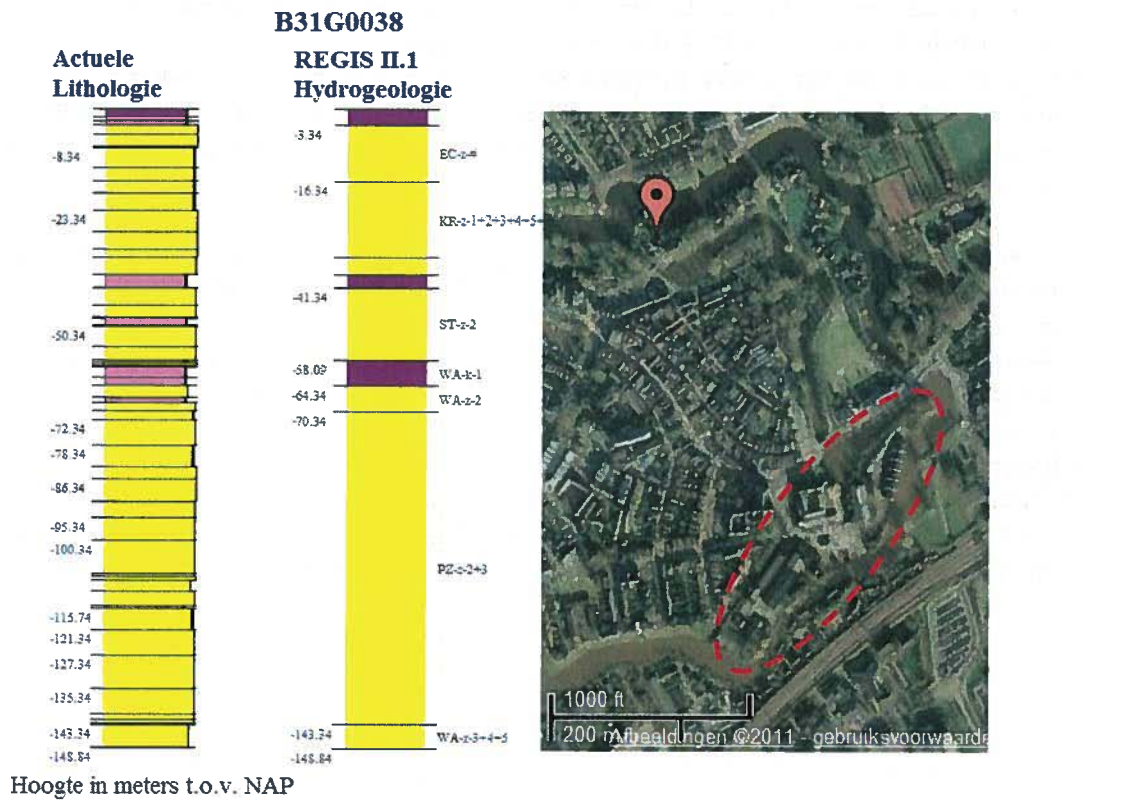 B31G0038
Actuele
Lithologie
-8.34
-23.34
-50.34
-72.34
-78.34
-86.34
-95.34
-100.34
-115.74
-121.34
-127.34
-135.34
-143.34
-148.84
REGIS II.1
Hydrogeologie
-3.34
-16.34
-41.34
-58.09
-64.34
-70.34
-143.34
-148.84
KR-z-1+2+3+4+5+
ST-z-2
WA-k-1
WA-z-2
PZ-z-2+3
WA-z-3+4+5
1000 ft
200 m
Afbeeldingen ©2011 - gebruiksvoorwaarde
Hoogte in meters t.o.v. NAP